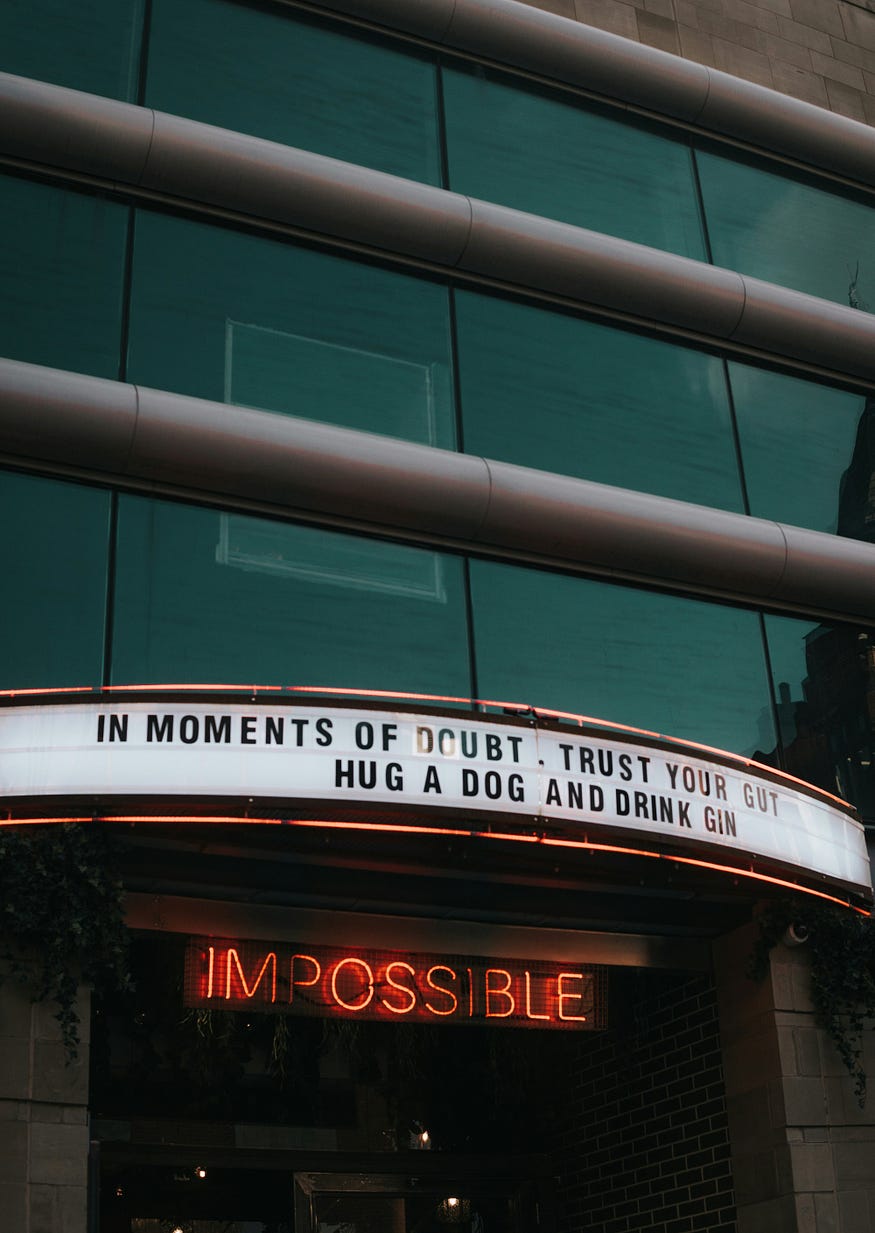 IN MOMENTS OF DOUBT . TRUST YOUR GUT
HUG A DOG AND DRINK GIN
IMPOSSIBLE